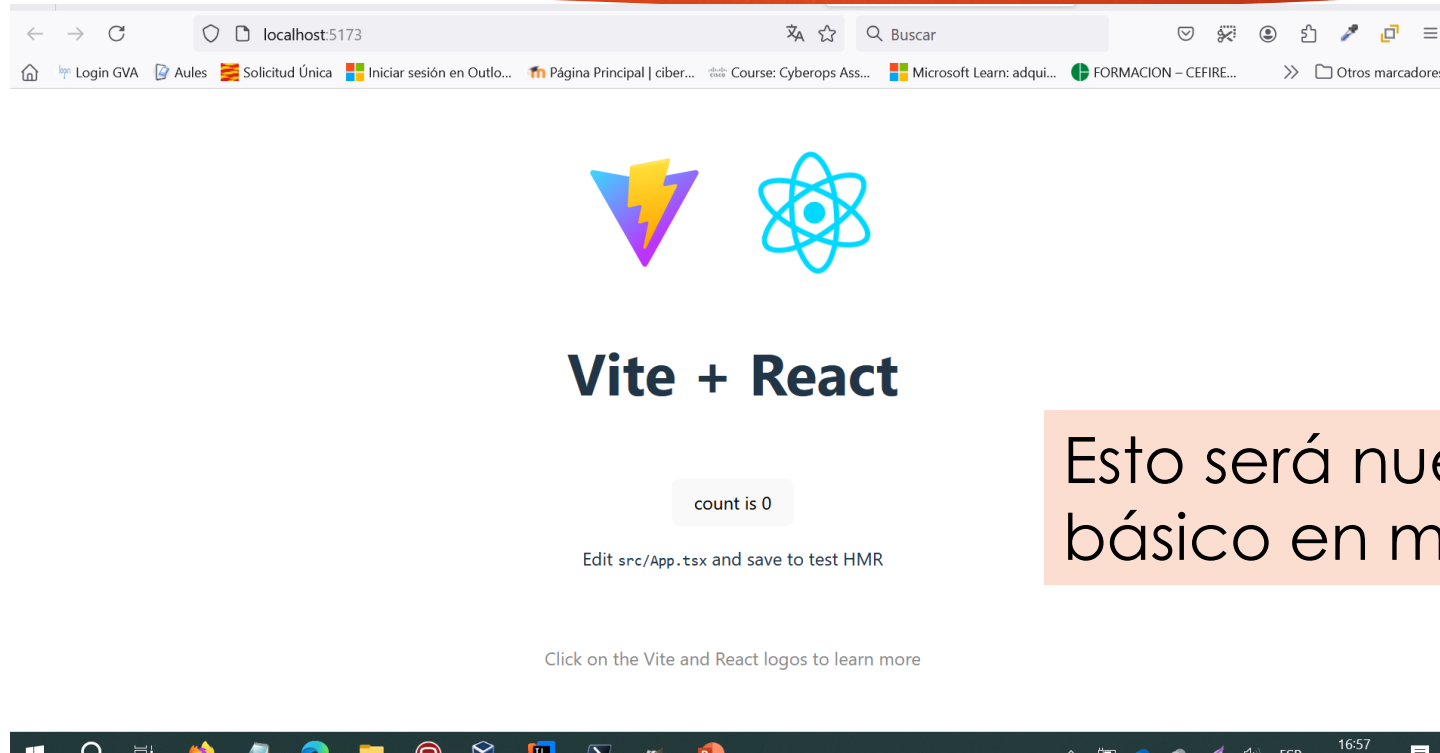 localhost:5173
Buscar
Login GVA Aules Solicitud Única Iniciar sesión en Outlo... Página Principal | ciber... Course: Cyberops Ass... Microsoft Learn: adqui... FORMACION – CEFIRE... Otros marcadores
Vite + React
count is 0
Edit src/App.tsx and save to test HMR
Click on the Vite and React logos to learn more
Esto será
básico en
16:57